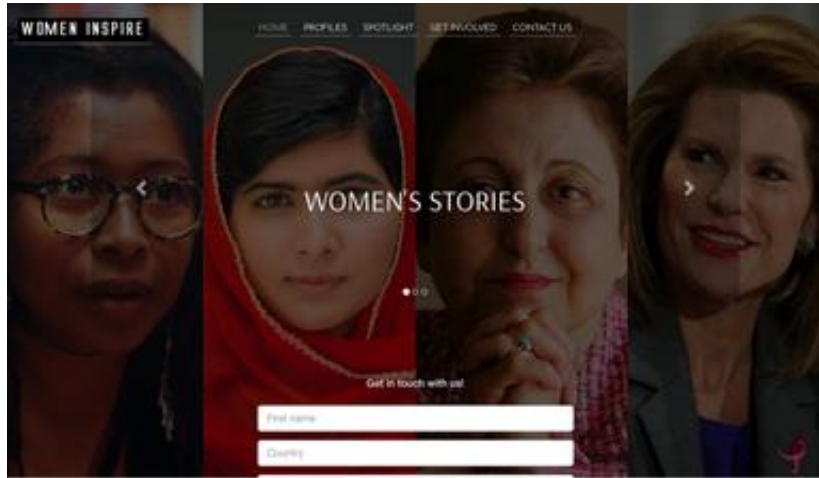 WOMEN INSPIRE
HOME PROFILES SPOTLIGHT GET INVOLVED CONTACT US
WOMEN'S STORIES
Get in touch with us!
First name
Country